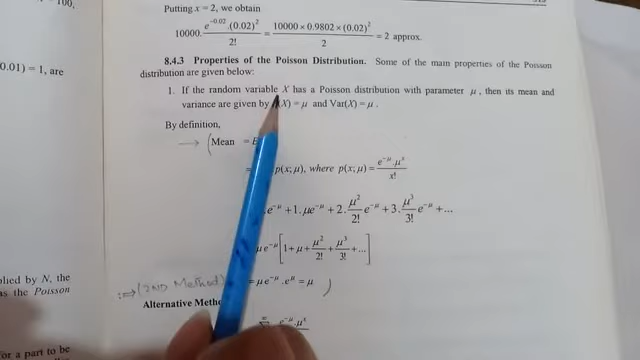 100,
0.01) = 1, are
Putting x = 2, we obtain
10000. e^{-0.02} .(0.02)^2 / 2! = 10000 × 0.9802 × (0.02)^2 / 2 = 2 approx.
8.4.3 Properties of the Poisson Distribution. Some of the mam properties of the Poisson
distribution are given below:
1. If the random variable X has a Poisson distribution with parameter μ, then its mean and
variance are given by (X) = μ and Var(X) = μ.
By definition,
→ (Mean = E
= p(x; μ), where p(x; μ) = e^{-μ}.μ^x / x!
.e^{-μ} + 1.μe^{-μ} + 2. μ^2/2! e^{-μ} + 3. μ^3/3! e^{-μ} + ...
μe^{-μ} [1 + μ + μ^2/2! + μ^3/3! + ...]
(2ND Method) = μe^{-μ} . e^{μ} = μ )
Alternative Metho
e^{-μ}.μ^x
plied by N, the
as the Poisson
for a part to be